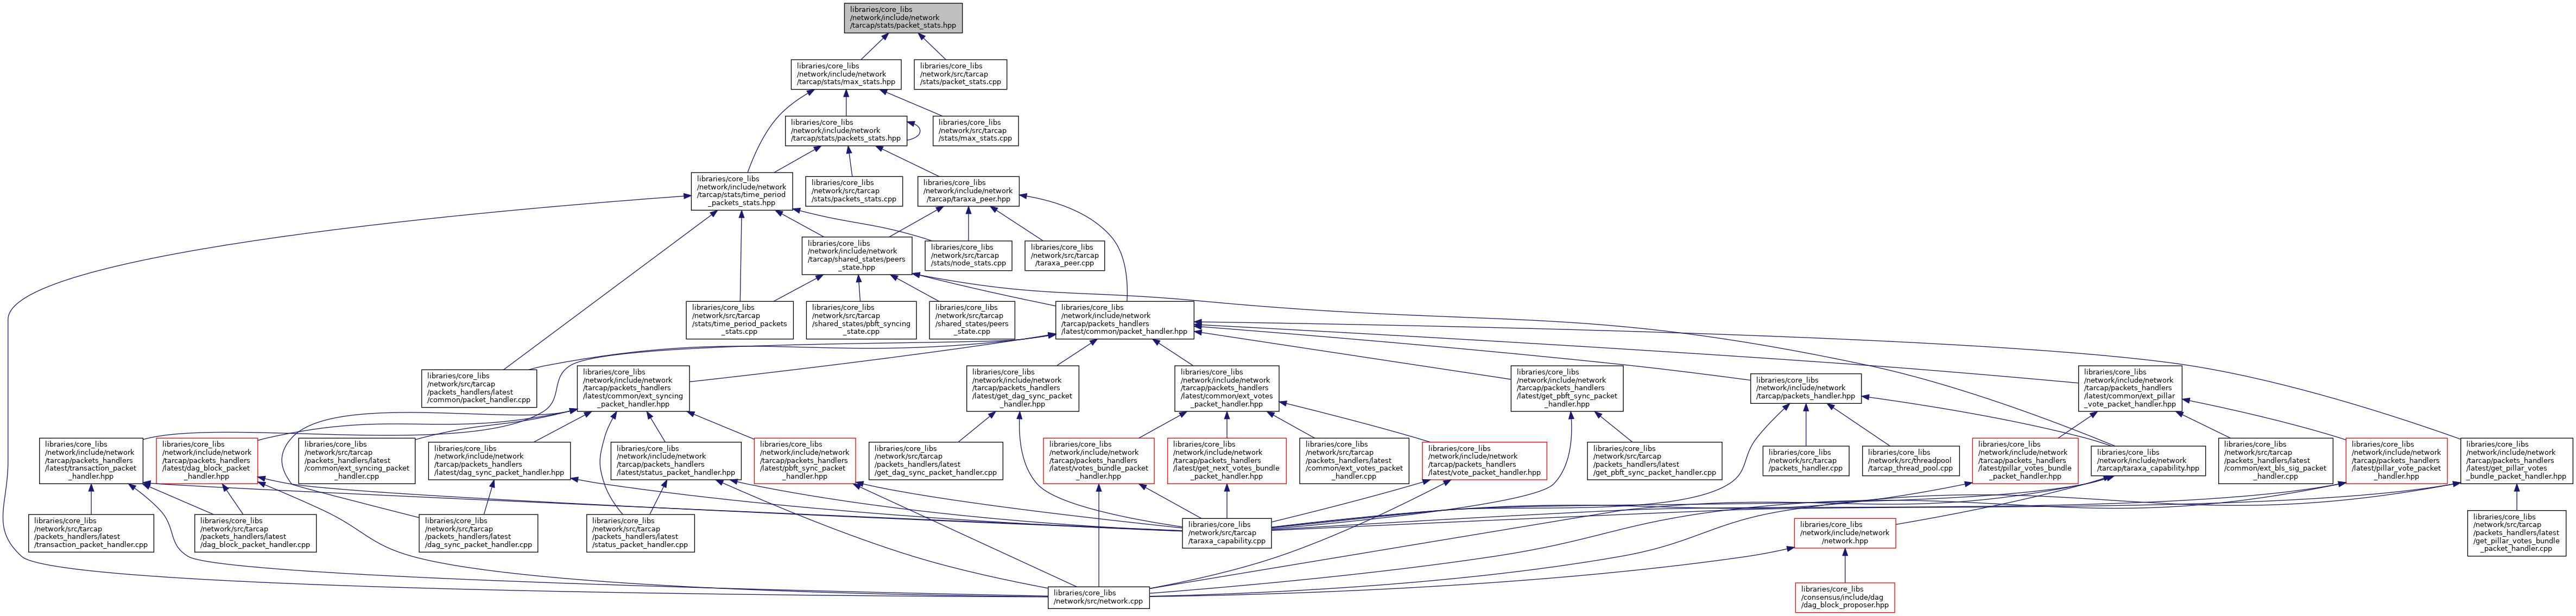 libraries/core_libs
/network/include/network
/tarcap/stats/packet_stats.hpp
libraries/core_libs
/network/include/network
/tarcap/stats/max_stats.hpp
libraries/core_libs
/network/src/tarcap
/stats/packet_stats.cpp
libraries/core_libs
/network/include/network
/tarcap/stats/packets_stats.hpp
libraries/core_libs
/network/src/tarcap
/stats/max_stats.cpp
libraries/core_libs
/network/include/network
/tarcap/stats/time_period
_packets_stats.hpp
libraries/core_libs
/network/src/tarcap
/stats/packets_stats.cpp
libraries/core_libs
/network/include/network
/tarcap/taraxa_peer.hpp
libraries/core_libs
/network/include/network
/tarcap/shared_states/peers
_state.hpp
libraries/core_libs
/network/src/tarcap
/stats/node_stats.cpp
libraries/core_libs
/network/src/tarcap
/taraxa_peer.cpp
libraries/core_libs
/network/src/tarcap
/stats/time_period_packets
_stats.cpp
libraries/core_libs
/network/src/tarcap
/shared_states/pbft_syncing
_state.cpp
libraries/core_libs
/network/src/tarcap
/shared_states/peers
_state.cpp
libraries/core_libs
/network/include/network
/tarcap/packets_handlers
/latest/common/packet_handler.hpp
libraries/core_libs
/network/src/tarcap
/packets_handlers/latest
/common/packet_handler.cpp
libraries/core_libs
/network/include/network
/tarcap/packets_handlers
/latest/common/ext_syncing
_packet_handler.hpp
libraries/core_libs
/network/include/network
/tarcap/packets_handlers
/latest/get_dag_sync_packet
_handler.hpp
libraries/core_libs
/network/include/network
/tarcap/packets_handlers
/latest/common/ext_votes
_packet_handler.hpp
libraries/core_libs
/network/include/network
/tarcap/packets_handlers
/latest/get_pbft_sync_packet
_handler.hpp
libraries/core_libs
/network/include/network
/tarcap/packets_handler.hpp
libraries/core_libs
/network/include/network
/tarcap/packets_handlers
/latest/common/ext_pillar
_vote_packet_handler.hpp
libraries/core_libs
/network/include/network
/tarcap/packets_handlers
/latest/transaction_packet
_handler.hpp
libraries/core_libs
/network/include/network
/tarcap/packets_handlers
/latest/dag_block_packet
_handler.hpp
libraries/core_libs
/network/src/tarcap
/packets_handlers/latest
/common/ext_syncing_packet
_handler.cpp
libraries/core_libs
/network/include/network
/tarcap/packets_handlers
/latest/dag_sync_packet_handler.hpp
libraries/core_libs
/network/include/network
/tarcap/packets_handlers
/latest/status_packet_handler.hpp
libraries/core_libs
/network/include/network
/tarcap/packets_handlers
/latest/pbft_sync_packet
_handler.hpp
libraries/core_libs
/network/src/tarcap
/packets_handlers/latest
/get_dag_sync_packet_handler.cpp
libraries/core_libs
/network/include/network
/tarcap/packets_handlers
/latest/votes_bundle_packet
_handler.hpp
libraries/core_libs
/network/include/network
/tarcap/packets_handlers
/latest/get_next_votes_bundle
_packet_handler.hpp
libraries/core_libs
/network/src/tarcap
/packets_handlers/latest
/common/ext_votes_packet
_handler.cpp
libraries/core_libs
/network/include/network
/tarcap/packets_handlers
/latest/vote_packet_handler.hpp
libraries/core_libs
/network/src/tarcap
/packets_handlers/latest
/get_pbft_sync_packet_handler.cpp
libraries/core_libs
/network/src/tarcap
/packets_handler.cpp
libraries/core_libs
/network/src/threadpool
/tarcap_thread_pool.cpp
libraries/core_libs
/network/include/network
/tarcap/packets_handlers
/latest/pillar_votes_bundle
_packet_handler.hpp
libraries/core_libs
/network/include/network
/tarcap/taraxa_capability.hpp
libraries/core_libs
/network/src/tarcap
/packets_handlers/latest
/common/ext_bls_sig_packet
_handler.cpp
libraries/core_libs
/network/include/network
/tarcap/packets_handlers
/latest/pillar_vote_packet
_handler.hpp
libraries/core_libs
/network/include/network
/tarcap/packets_handlers
/latest/get_pillar_votes
_bundle_packet_handler.hpp
libraries/core_libs
/network/src/tarcap
/packets_handlers/latest
/transaction_packet_handler.cpp
libraries/core_libs
/network/src/tarcap
/packets_handlers/latest
/dag_block_packet_handler.cpp
libraries/core_libs
/network/src/tarcap
/packets_handlers/latest
/dag_sync_packet_handler.cpp
libraries/core_libs
/network/src/tarcap
/packets_handlers/latest
/status_packet_handler.cpp
libraries/core_libs
/network/src/tarcap
/taraxa_capability.cpp
libraries/core_libs
/network/include/network
/network.hpp
libraries/core_libs
/network/src/tarcap
/packets_handlers/latest
/get_pillar_votes_bundle
_packet_handler.cpp
libraries/core_libs
/network/src/network.cpp
libraries/core_libs
/consensus/include/dag
/dag_block_proposer.hpp